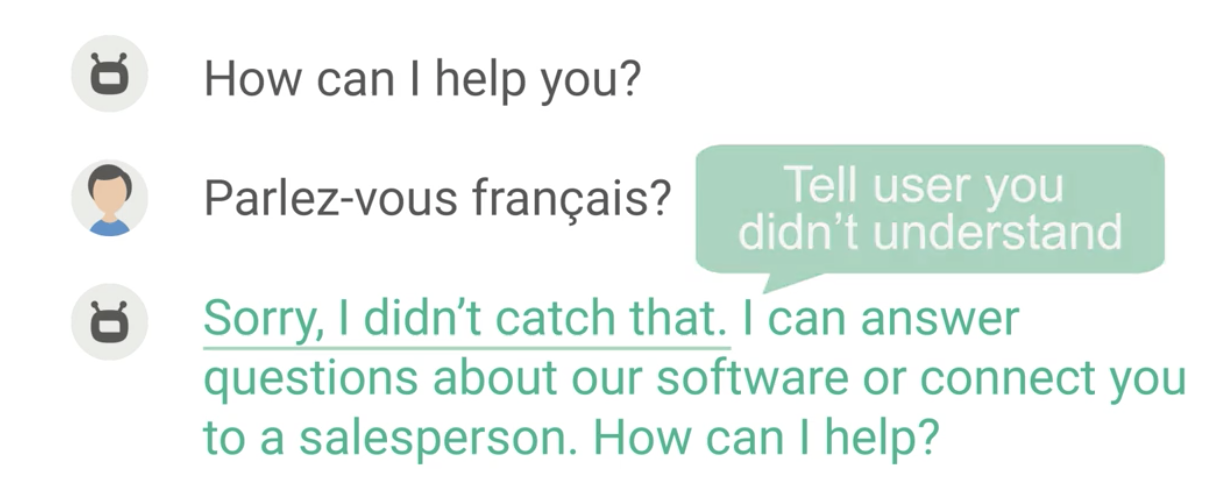 How can I help you?
Parlez-vous français?
Tell user you
didn't understand
Sorry, I didn't catch that. I can answer
questions about our software or connect you
to a salesperson. How can I help?